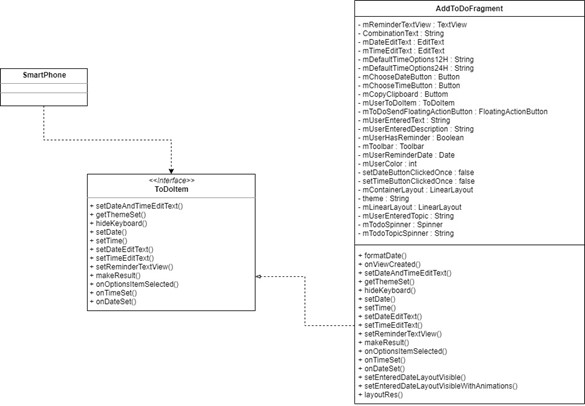 SmartPhone
<<interface>>
ToDoItem
+ setDateAndTimeEditText()
+ getThemeSet()
+ hideKeyboard()
+ setDate()
+ setTime()
+ setDateEditText()
+ setTimeEditText()
+ setReminderTextView()
+ makeResult()
+ onOptionsItemSelected()
+ onTimeSet()
+ onDateSet()
AddToDoFragment
- mReminderTextView : TextView
- CombinationText : String
- mDateEditText : EditText
- mTimeEditText : EditText
- mDefaultTimeOptions12H : String
- mDefaultTimeOptions24H : String
- mChooseDateButton : Button
- mChooseTimeButton : Button
- mCopyClipboard : Buttom
- mUserToDoItem : ToDoItem
- mToDoSendFloatingActionButton : FloatingActionButton
- mUserEnteredText : String
- mUserEnteredDescription : String
- mUserHasReminder : Boolean
- mToolbar : Toolbar
- mUserReminderDate : Date
- mUserColor : int
- setDateButtonClickedOnce : false
- setTimeButtonClickedOnce : false
- mContainerLayout : LinearLayout
- theme : String
- mLinearLayout : LinearLayout
- mUserEnteredTopic : String
- mTodoSpinner : Spinner
- mTodoTopicSpinner : String
+ formatDate()
+ onViewCreated()
+ setDateAndTimeEditText()
+ getThemeSet()
+ hideKeyboard()
+ setDate()
+ setTime()
+ setDateEditText()
+ setTimeEditText()
+ setReminderTextView()
+ makeResult()
+ onOptionsItemSelected()
+ onTimeSet()
+ onDateSet()
+ setEnteredDateLayoutVisible()
+ setEnteredDateLayoutVisibleWithAnimations()
+ layoutRes()